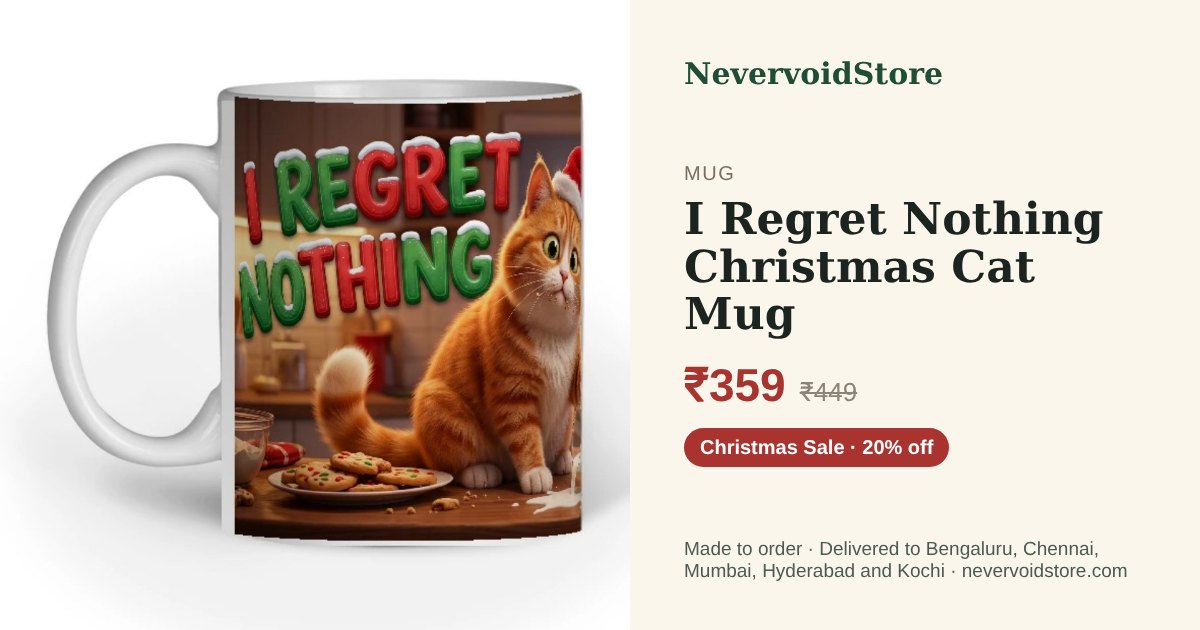 I REGRET
NOTHING
NevervoidStore
MUG
I Regret Nothing
Christmas Cat
Mug
₹359 ₹449
Christmas Sale · 20% off
Made to order · Delivered to Bengaluru, Chennai,
Mumbai, Hyderabad and Kochi · nevervoidstore.com